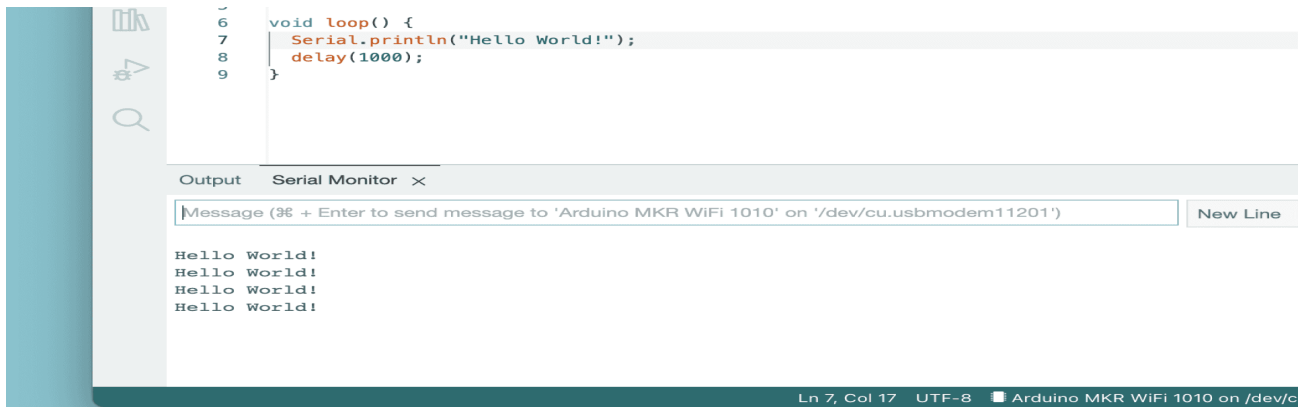 6 void loop() {
7 Serial.println("Hello World!");
8 delay(1000);
9 }
Output Serial Monitor ×
Message (⌘ + Enter to send message to 'Arduino MKR WiFi 1010' on '/dev/cu.usbmodem11201') New Line
Hello World!
Hello World!
Hello World!
Hello World!
Ln 7, Col 17 UTF-8 Arduino MKR WiFi 1010 on /dev/c